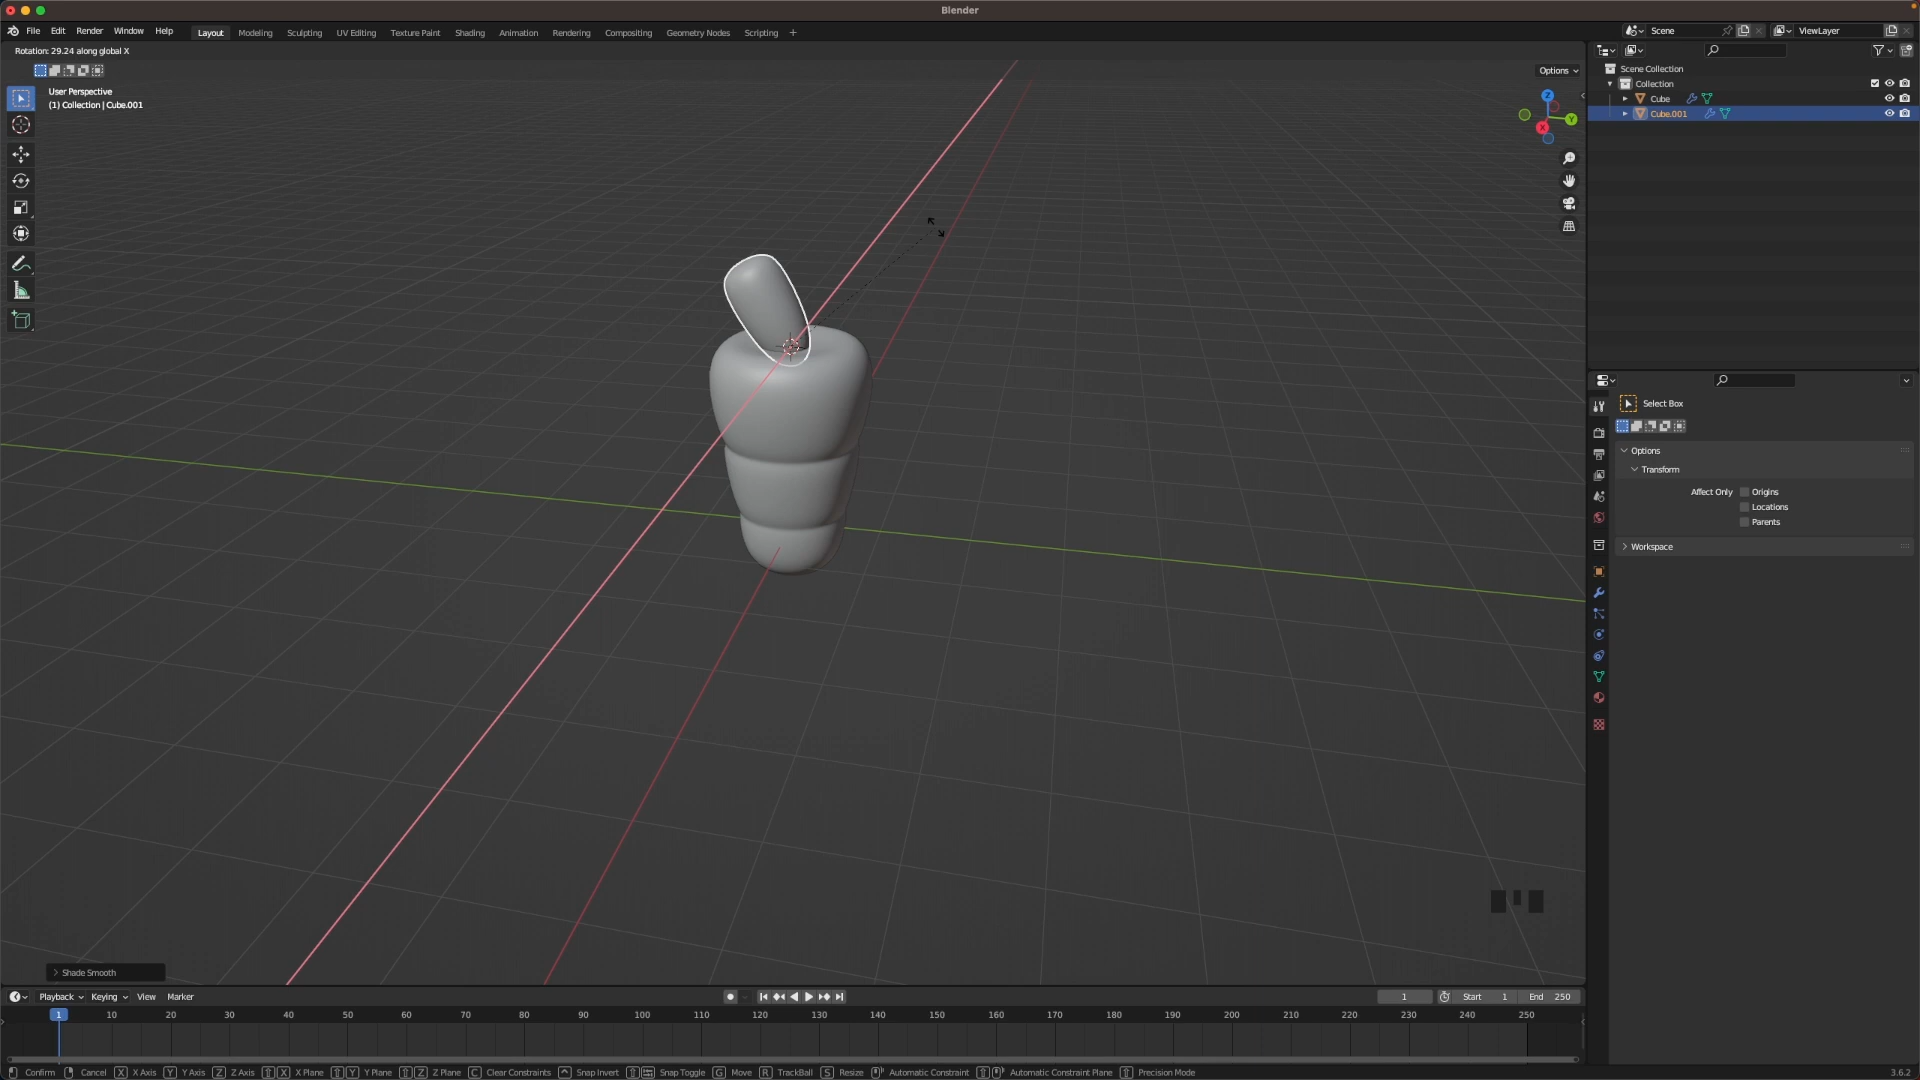 Blender
File Edit Render Window Help Layout Modeling Sculpting UV Editing Texture Paint Shading Animation Rendering Compositing Geometry Nodes Scripting + Scene ViewLayer
Rotation: 29.24 along global X
Options
User Perspective
(1) Collection | Cube.001
Z
Y
X
Scene Collection
Collection
Cube
Cube.001
Select Box
Options
Transform
Affect Only Origins
Locations
Parents
Workspace
Shade Smooth
Playback Keying View Marker 1 Start 1 End 250
1 10 20 30 40 50 60 70 80 90 100 110 120 130 140 150 160 170 180 190 200 210 220 230 240 250
Confirm Cancel X X Axis Y Y Axis Z Z Axis X X Plane Y Y Plane Z Z Plane C Clear Constraints Snap Invert Snap Toggle G Move R TrackBall S Resize Automatic Constraint Automatic Constraint Plane Precision Mode 3.6.2